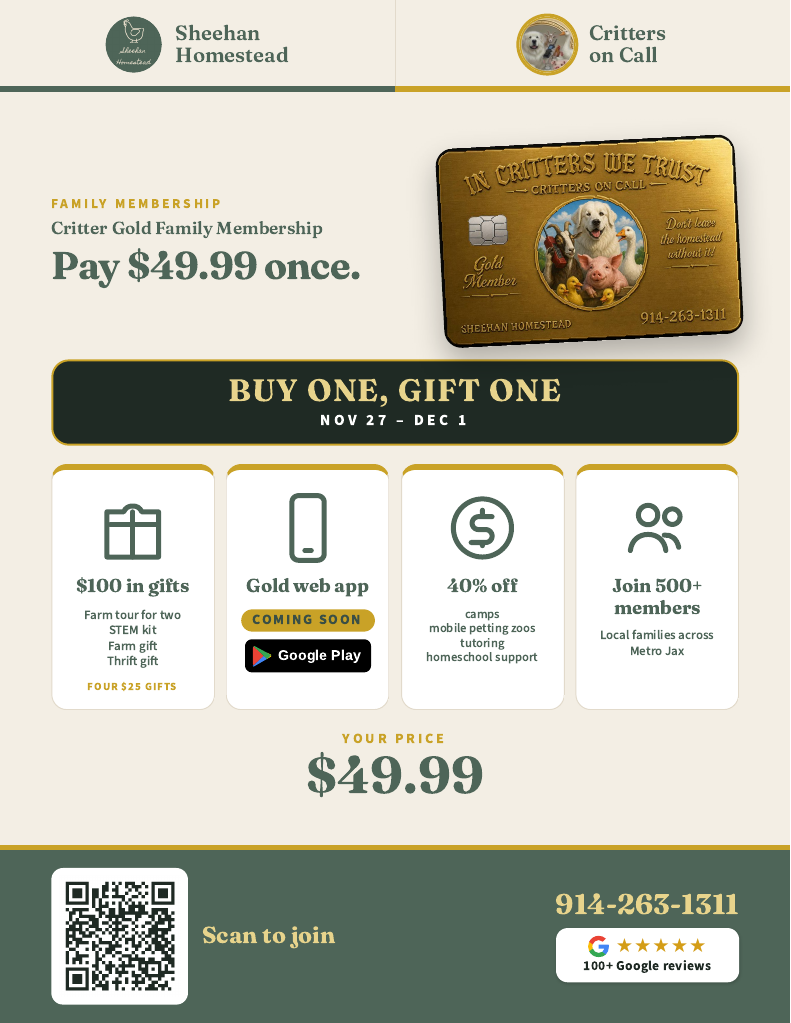 Sheehan
Homestead
Sheehan
Homestead
Critters
on Call
IN CRITTERS WE TRUST
CRITTERS ON CALL
Don't leave
the homestead
without it!
Gold
Member
SHEEHAN HOMESTEAD
914-263-1311
FAMILY MEMBERSHIP
Critter Gold Family Membership
Pay $49.99 once.
BUY ONE, GIFT ONE
NOV 27 – DEC 1
$100 in gifts
Farm tour for two
STEM kit
Farm gift
Thrift gift
FOUR $25 GIFTS
Gold web app
COMING SOON
Google Play
40% off
camps
mobile petting zoos
tutoring
homeschool support
Join 500+
members
Local families across
Metro Jax
YOUR PRICE
$49.99
Scan to join
914-263-1311
100+ Google reviews